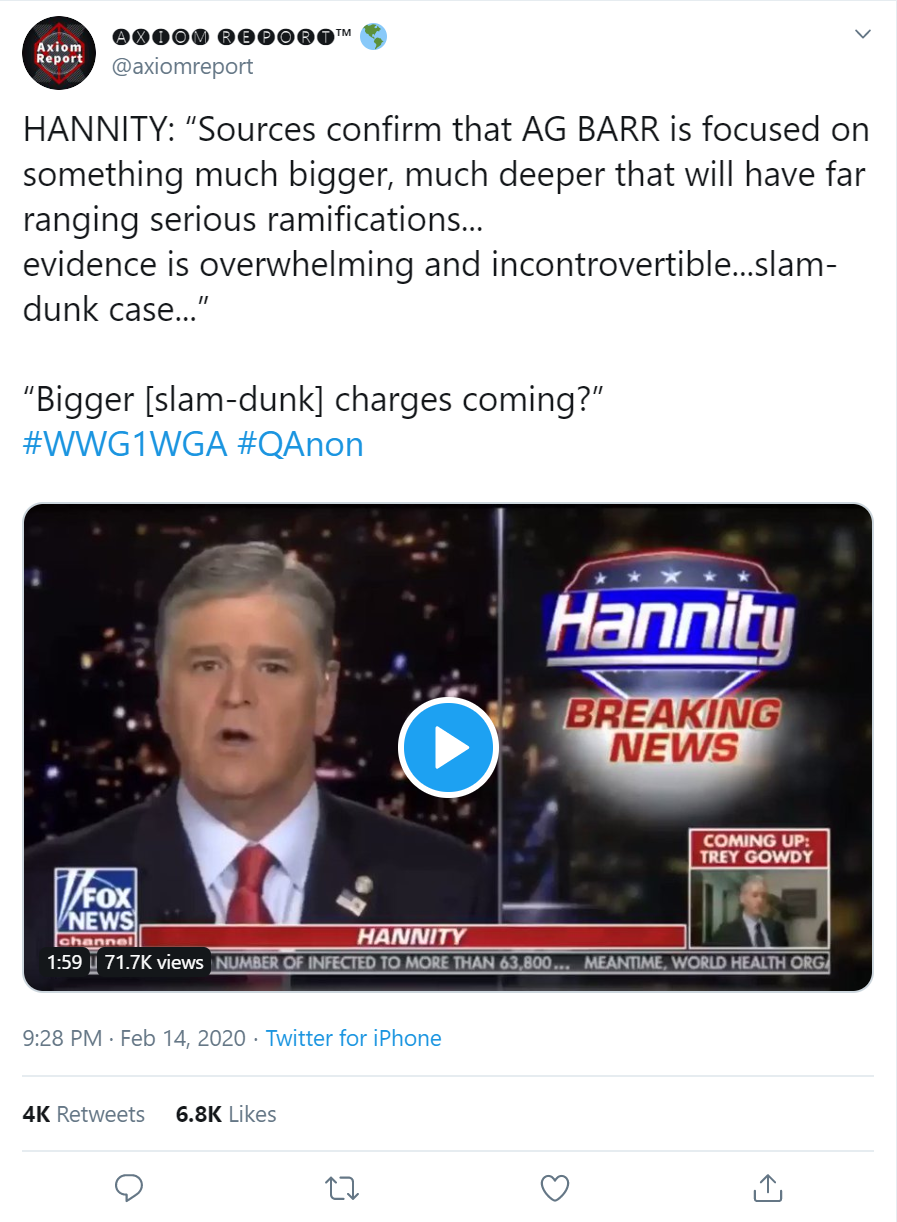 Axiom
Report
🅐🅧🅘🅞🅜 🅡🅔🅟🅞🅡🅣™ 🌎
@axiomreport
HANNITY: “Sources confirm that AG BARR is focused on
something much bigger, much deeper that will have far
ranging serious ramifications...
evidence is overwhelming and incontrovertible...slam-
dunk case...”
“Bigger [slam-dunk] charges coming?”
#WWG1WGA #QAnon
Hannity
BREAKING
NEWS
COMING UP:
TREY GOWDY
FOX
NEWS
channel
HANNITY
1:59 71.7K views NUMBER OF INFECTED TO MORE THAN 63,800... MEANTIME, WORLD HEALTH ORGA
9:28 PM · Feb 14, 2020 · Twitter for iPhone
4K Retweets 6.8K Likes